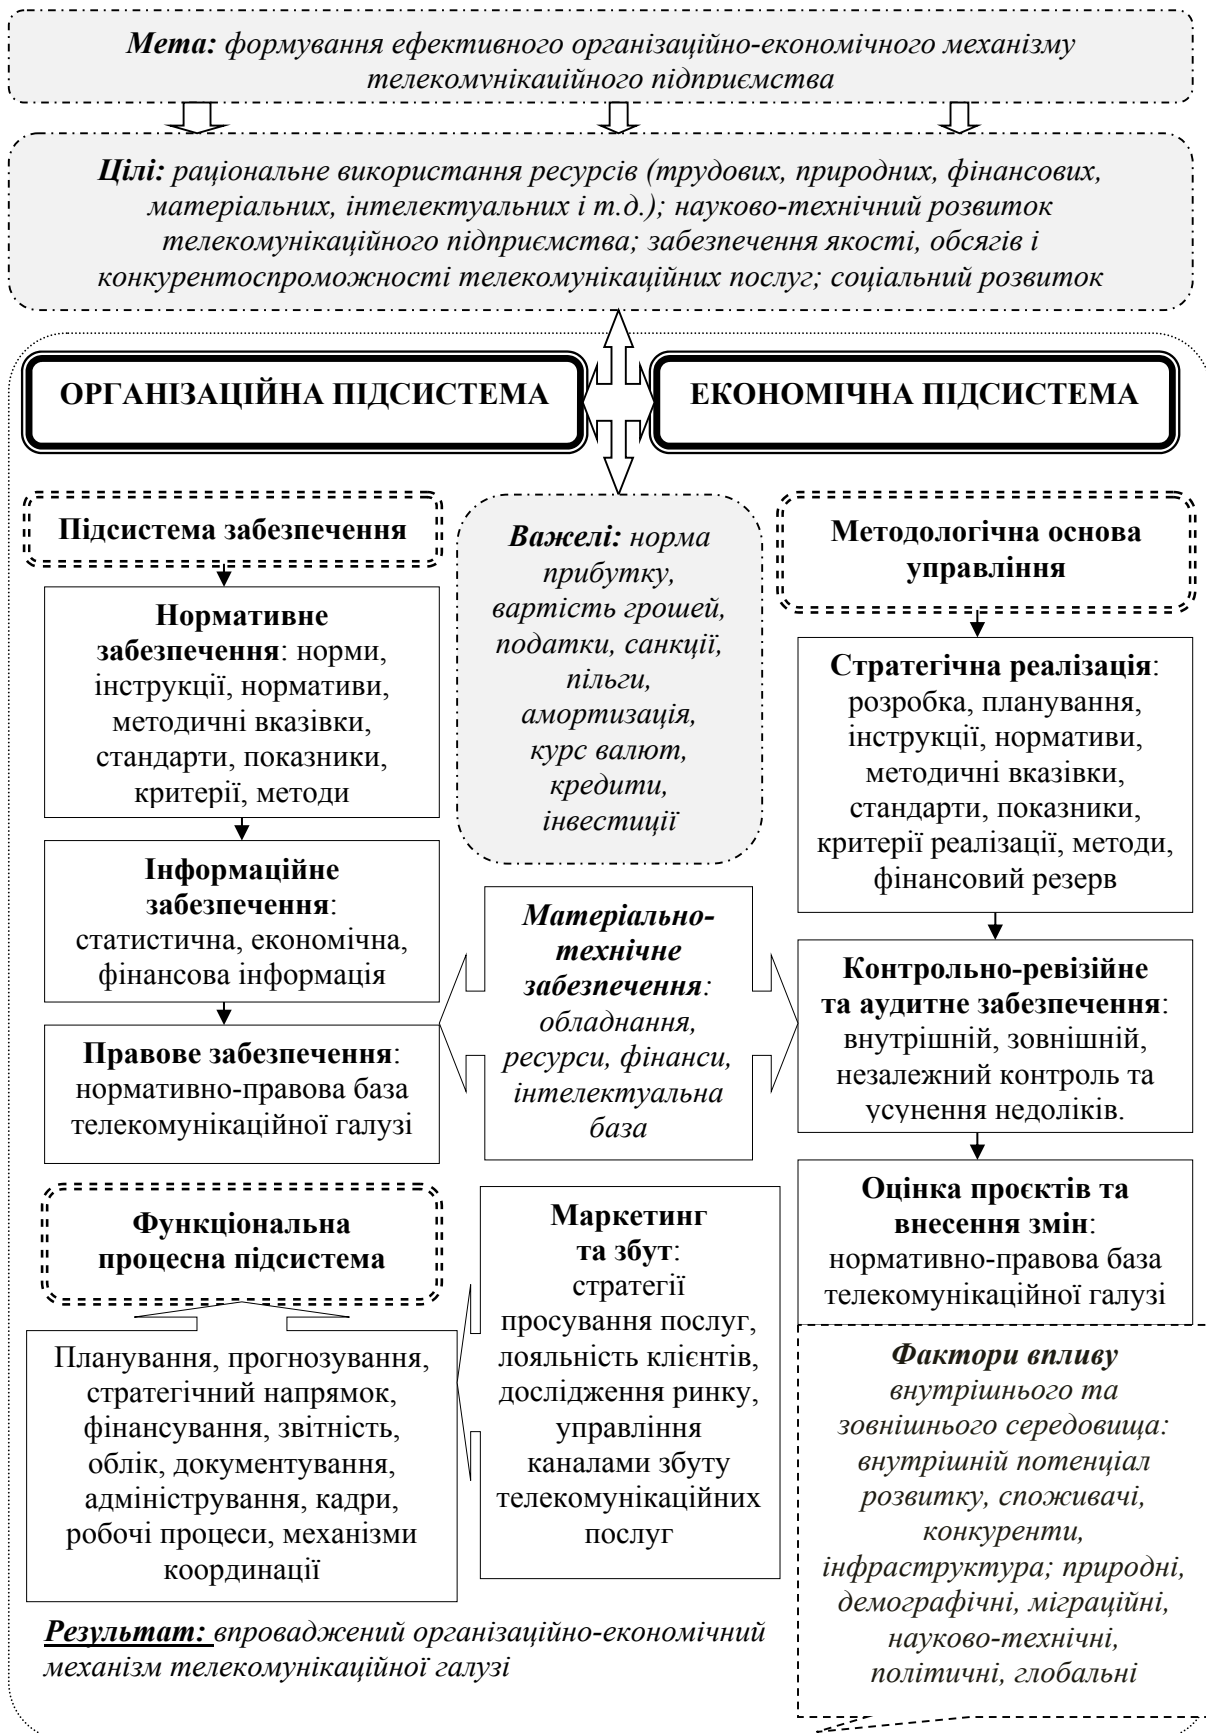 Мета: формування ефективного організаційно-економічного механізму
телекомунікаційного підприємства
Цілі: раціональне використання ресурсів (трудових, природних, фінансових,
матеріальних, інтелектуальних і т.д.); науково-технічний розвиток
телекомунікаційного підприємства; забезпечення якості, обсягів і
конкурентоспроможності телекомунікаційних послуг; соціальний розвиток
ОРГАНІЗАЦІЙНА ПІДСИСТЕМА
ЕКОНОМІЧНА ПІДСИСТЕМА
Підсистема забезпечення
Нормативне
забезпечення: норми,
інструкції, нормативи,
методичні вказівки,
стандарти, показники,
критерії, методи
Інформаційне
забезпечення:
статистична, економічна,
фінансова інформація
Правове забезпечення:
нормативно-правова база
телекомунікаційної галузі
Функціональна
процесна підсистема
Планування, прогнозування,
стратегічний напрямок,
фінансування, звітність,
облік, документування,
адміністрування, кадри,
робочі процеси, механізми
координації
Важелі: норма
прибутку,
вартість грошей,
податки, санкції,
пільги,
амортизація,
курс валют,
кредити,
інвестиції
Матеріально-
технічне
забезпечення:
обладнання,
ресурси, фінанси,
інтелектуальна
база
Маркетинг
та збут:
стратегії
просування послуг,
лояльність клієнтів,
дослідження ринку,
управління
каналами збуту
телекомунікаційних
послуг
Методологічна основа
управління
Стратегічна реалізація:
розробка, планування,
інструкції, нормативи,
методичні вказівки,
стандарти, показники,
критерії реалізації, методи,
фінансовий резерв
Контрольно-ревізійне
та аудитне забезпечення:
внутрішній, зовнішній,
незалежний контроль та
усунення недоліків.
Оцінка проєктів та
внесення змін:
нормативно-правова база
телекомунікаційної галузі
Фактори впливу
внутрішнього та
зовнішнього середовища:
внутрішній потенціал
розвитку, споживачі,
конкуренти,
інфраструктура; природні,
демографічні, міграційні,
науково-технічні,
політичні, глобальні
Результат: впроваджений організаційно-економічний
механізм телекомунікаційної галузі